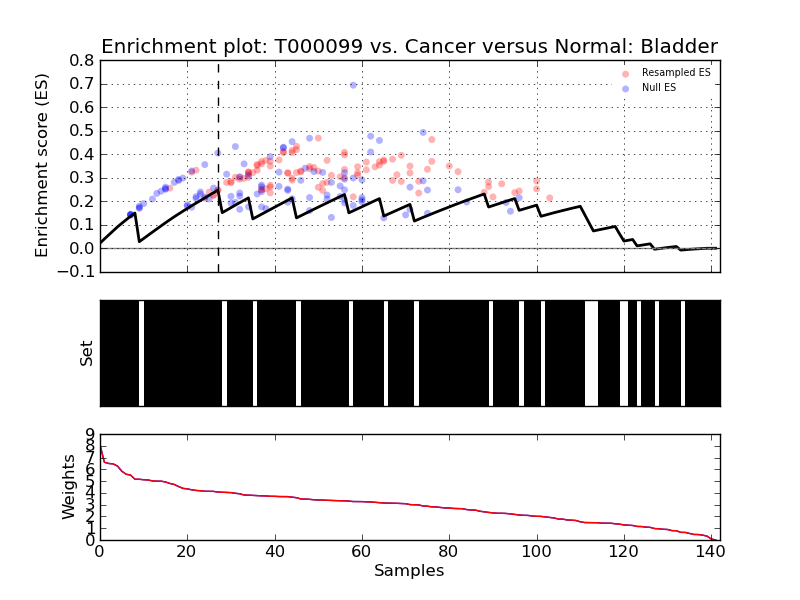 Enrichment plot: T000099 vs. Cancer versus Normal: Bladder
Enrichment score (ES)
0.8
0.7
0.6
0.5
0.4
0.3
0.2
0.1
0.0
−0.1
Resampled ES
Null ES
Set
Weights
9
8
7
6
5
4
3
2
1
0
0 20 40 60 80 100 120 140
Samples